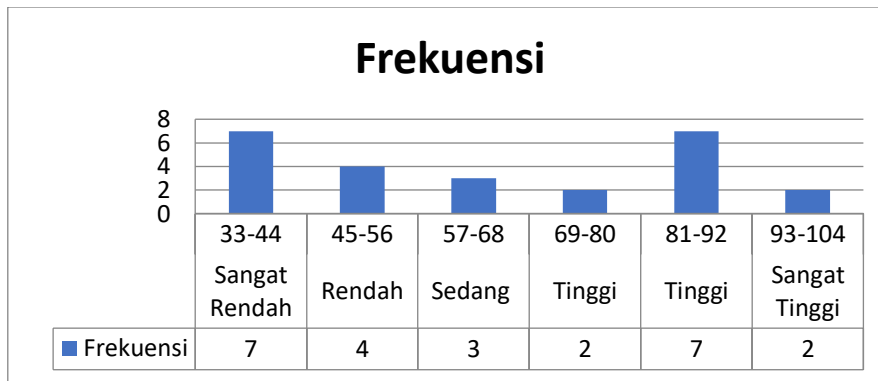 Frekuensi
8
6
4
2
0
33-44 45-56 57-68 69-80 81-92 93-104
Sangat Rendah Rendah Sedang Tinggi Tinggi Sangat Tinggi
Frekuensi 7 4 3 2 7 2